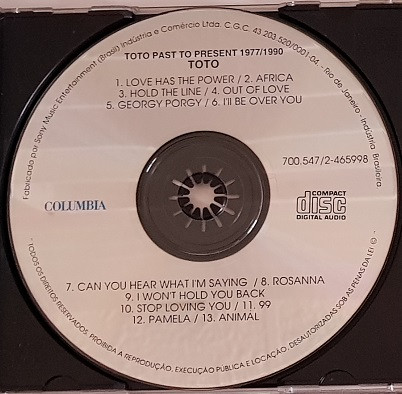 Fabricado por Sony Music Entertainment (Brasil) Indústria e Comércio Ltda. C.G.C. 43.203.520/0001-04. -Rio de Janeiro - Indústria Brasileira.
TOTO PAST TO PRESENT 1977/1990
TOTO
1. LOVE HAS THE POWER / 2. AFRICA
3. HOLD THE LINE / 4. OUT OF LOVE
5. GEORGY PORGY / 6. I'll BE OVER YOU
700.547/2-465998
COLUMBIA
COMPACT
disc
DIGITAL AUDIO
7. CAN YOU HEAR WHAT I'M SAYING / 8. ROSANNA
9. I WON'T HOLD YOU BACK
10. STOP LOVING YOU / 11. 99
12. PAMELA / 13. ANIMAL
- TODOS OS DIREITOS RESERVADOS. PROIBIDA A REPRODUÇÃO, EXECUÇÃO PUBLICA E LOCAÇÃO, DESAUTORIZADAS SOB AS PENAS DA LEI © -